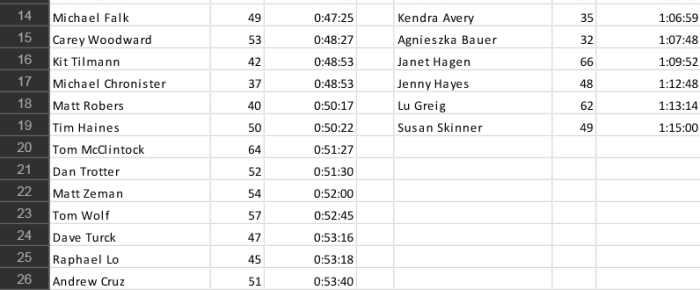 14 Michael Falk 49 0:47:25 Kendra Avery 35 1:06:59
15 Carey Woodward 53 0:48:27 Agnieszka Bauer 32 1:07:48
16 Kit Tilmann 42 0:48:53 Janet Hagen 66 1:09:52
17 Michael Chronister 37 0:48:53 Jenny Hayes 48 1:12:48
18 Matt Robers 40 0:50:17 Lu Greig 62 1:13:14
19 Tim Haines 50 0:50:22 Susan Skinner 49 1:15:00
20 Tom McClintock 64 0:51:27
21 Dan Trotter 52 0:51:30
22 Matt Zeman 54 0:52:00
23 Tom Wolf 57 0:52:45
24 Dave Turck 47 0:53:16
25 Raphael Lo 45 0:53:18
26 Andrew Cruz 51 0:53:40